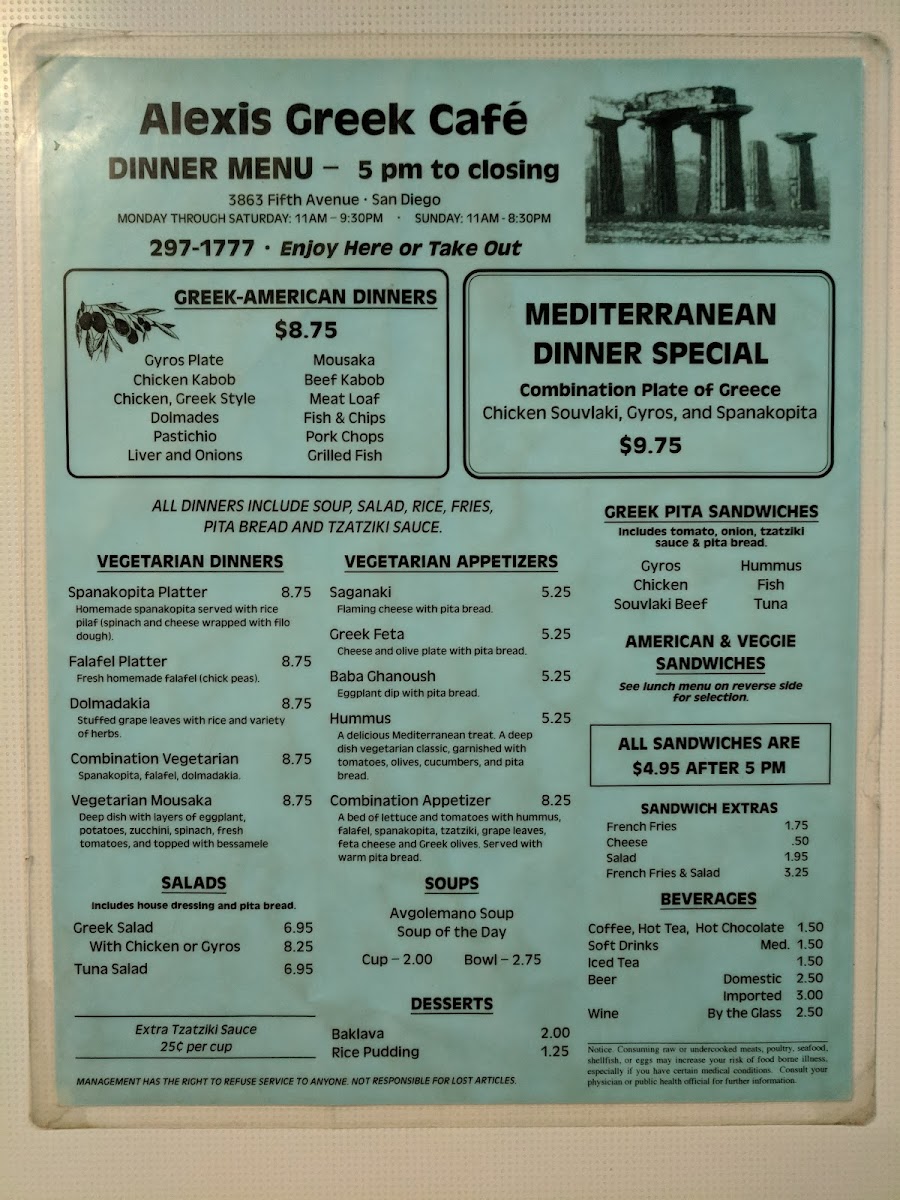 Alexis Greek Café
DINNER MENU – 5 pm to closing
3863 Fifth Avenue · San Diego
MONDAY THROUGH SATURDAY: 11AM – 9:30PM · SUNDAY: 11AM - 8:30PM
297-1777 · Enjoy Here or Take Out
GREEK-AMERICAN DINNERS
$8.75
Gyros Plate
Chicken Kabob
Chicken, Greek Style
Dolmades
Pastichio
Liver and Onions
Mousaka
Beef Kabob
Meat Loaf
Fish & Chips
Pork Chops
Grilled Fish
MEDITERRANEAN
DINNER SPECIAL
Combination Plate of Greece
Chicken Souvlaki, Gyros, and Spanakopita
$9.75
ALL DINNERS INCLUDE SOUP, SALAD, RICE, FRIES,
PITA BREAD AND TZATZIKI SAUCE.
VEGETARIAN DINNERS
Spanakopita Platter 8.75
Homemade spanakopita served with rice
pilaf (spinach and cheese wrapped with filo
dough).
Falafel Platter 8.75
Fresh homemade falafel (chick peas).
Dolmadakia 8.75
Stuffed grape leaves with rice and variety
of herbs.
Combination Vegetarian 8.75
Spanakopita, falafel, dolmadakia.
Vegetarian Mousaka 8.75
Deep dish with layers of eggplant,
potatoes, zucchini, spinach, fresh
tomatoes, and topped with bessamele
SALADS
Includes house dressing and pita bread.
Greek Salad 6.95
With Chicken or Gyros 8.25
Tuna Salad 6.95
Extra Tzatziki Sauce
25¢ per cup
VEGETARIAN APPETIZERS
Saganaki 5.25
Flaming cheese with pita bread.
Greek Feta 5.25
Cheese and olive plate with pita bread.
Baba Ghanoush 5.25
Eggplant dip with pita bread.
Hummus 5.25
A delicious Mediterranean treat. A deep
dish vegetarian classic, garnished with
tomatoes, olives, cucumbers, and pita
bread.
Combination Appetizer 8.25
A bed of lettuce and tomatoes with hummus,
falafel, spanakopita, tzatziki, grape leaves,
feta cheese and Greek olives. Served with
warm pita bread.
SOUPS
Avgolemano Soup
Soup of the Day
Cup – 2.00 Bowl – 2.75
DESSERTS
Baklava 2.00
Rice Pudding 1.25
GREEK PITA SANDWICHES
Includes tomato, onion, tzatziki
sauce & pita bread.
Gyros Hummus
Chicken Fish
Souvlaki Beef Tuna
AMERICAN & VEGGIE
SANDWICHES
See lunch menu on reverse side
for selection.
ALL SANDWICHES ARE
$4.95 AFTER 5 PM
SANDWICH EXTRAS
French Fries 1.75
Cheese .50
Salad 1.95
French Fries & Salad 3.25
BEVERAGES
Coffee, Hot Tea, Hot Chocolate 1.50
Soft Drinks Med. 1.50
Iced Tea 1.50
Beer Domestic 2.50
Imported 3.00
Wine By the Glass 2.50
Notice. Consuming raw or undercooked meats, poultry, seafood,
shellfish, or eggs may increase your risk of food borne illness,
especially if you have certain medical conditions. Consult your
physician or public health official for further information.
MANAGEMENT HAS THE RIGHT TO REFUSE SERVICE TO ANYONE. NOT RESPONSIBLE FOR LOST ARTICLES.